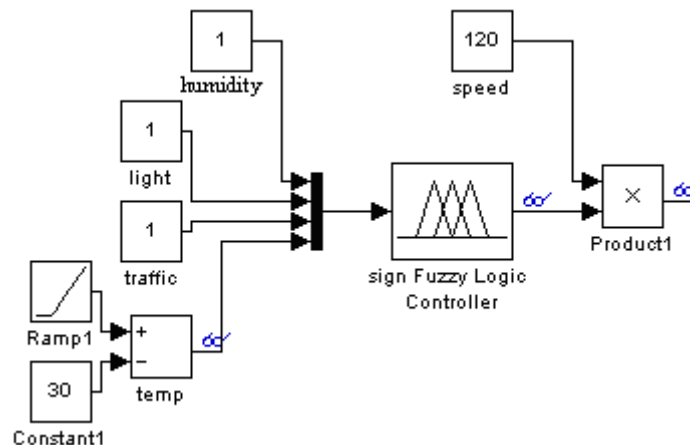 1
humidity
120
speed
1
light
1
traffic
sign Fuzzy Logic
Controller
×
Product1
Ramp1
+
−
temp
30
Constant1